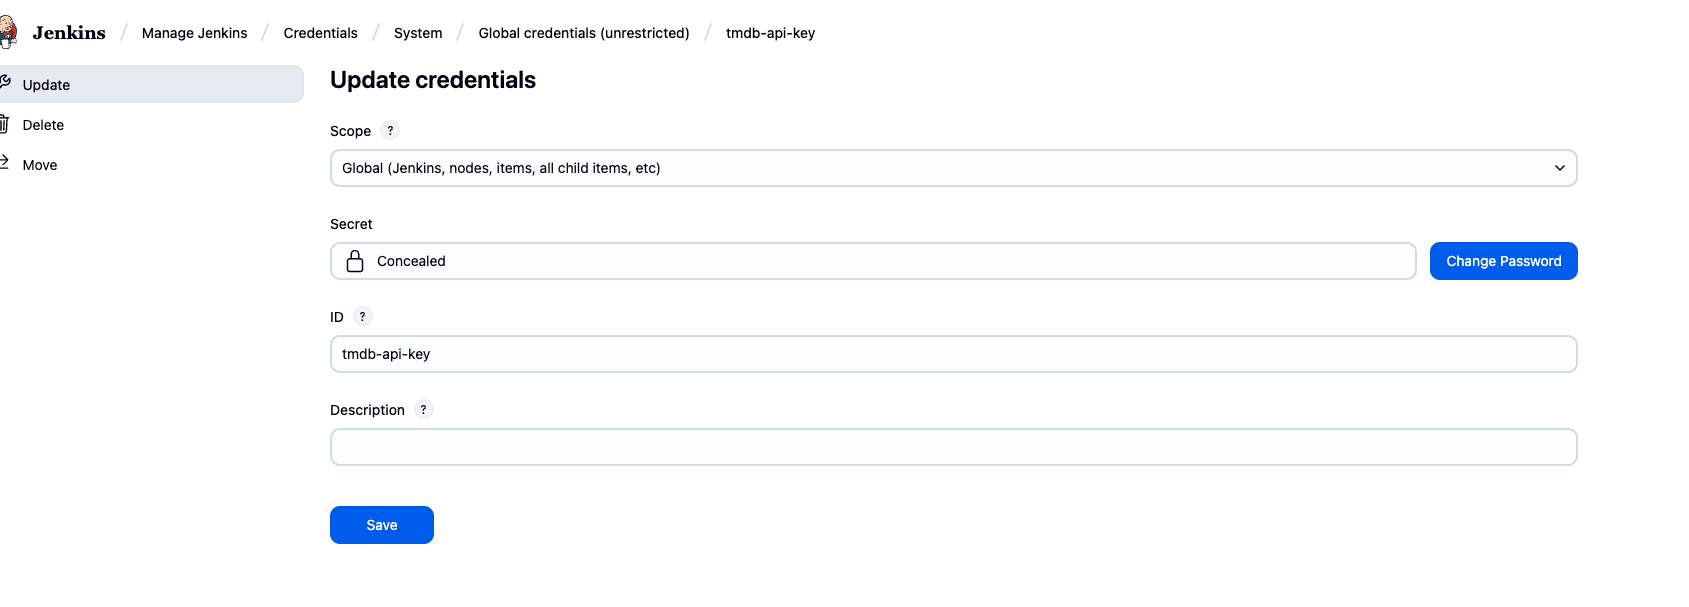 Jenkins / Manage Jenkins / Credentials / System / Global credentials (unrestricted) / tmdb-api-key
Update
Delete
Move
Update credentials
Scope ?
Global (Jenkins, nodes, items, all child items, etc)
Secret
Concealed
Change Password
ID ?
tmdb-api-key
Description ?
Save